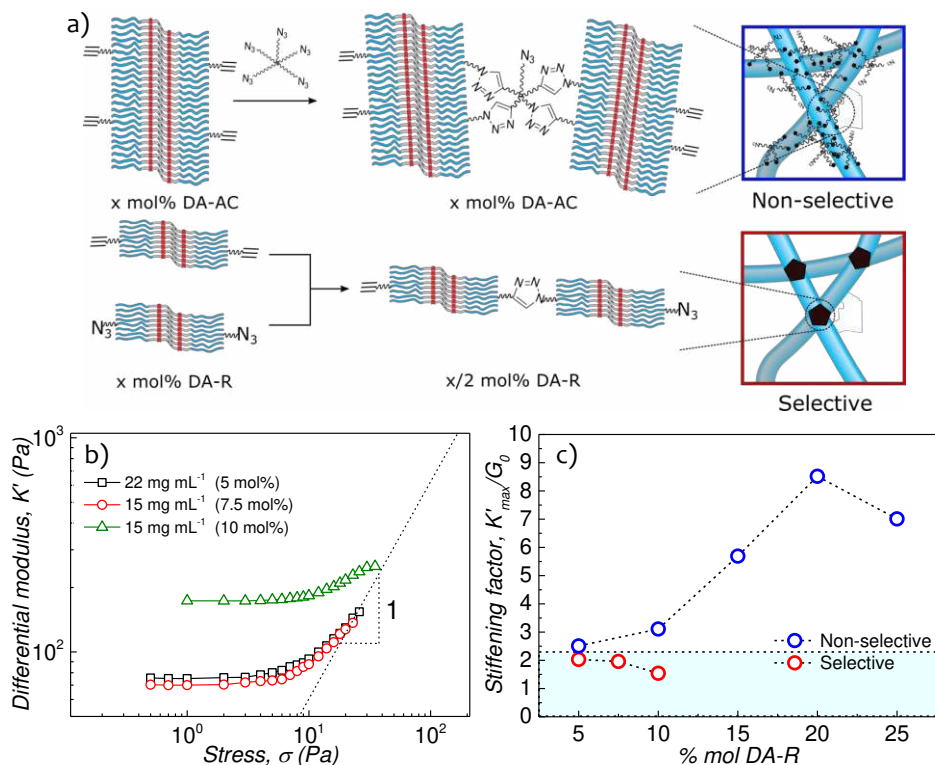 a)
N₃
N₃
N₃
N₃
N₃
N₃
N
N=N
N
N=N
N
N=N
N
N=N
x mol% DA-AC
x mol% DA-AC
Non-selective
N₃
N₃
N=N
N
N₃
x mol% DA-R
x/2 mol% DA-R
Selective
b)
Differential modulus, K' (Pa)
10³
10²
22 mg mL⁻¹ (5 mol%)
15 mg mL⁻¹ (7.5 mol%)
15 mg mL⁻¹ (10 mol%)
1
10⁰
10¹
10²
Stress, σ (Pa)
c)
Stiffening factor, K'max/G₀
10
9
8
7
6
5
4
3
2
1
0
Non-selective
Selective
5
10
15
20
25
% mol DA-R